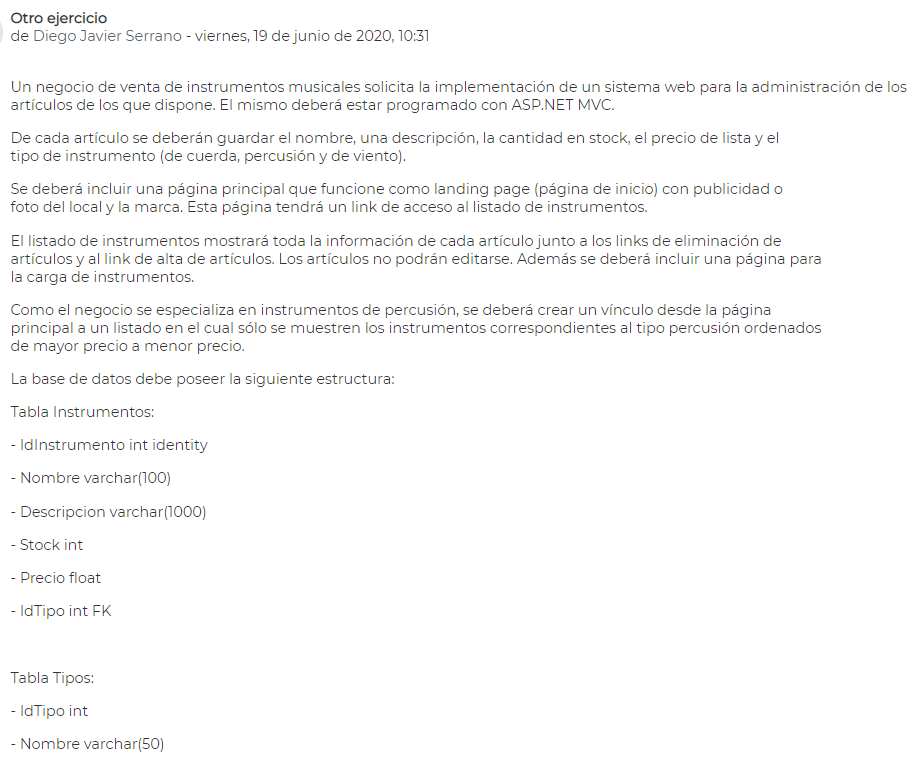 Otro ejercicio
de Diego Javier Serrano - viernes, 19 de junio de 2020, 10:31
Un negocio de venta de instrumentos musicales solicita la implementación de un sistema web para la administración de los
artículos de los que dispone. El mismo deberá estar programado con ASP.NET MVC.
De cada artículo se deberán guardar el nombre, una descripción, la cantidad en stock, el precio de lista y el
tipo de instrumento (de cuerda, percusión y de viento).
Se deberá incluir una página principal que funcione como landing page (página de inicio) con publicidad o
foto del local y la marca. Esta página tendrá un link de acceso al listado de instrumentos.
El listado de instrumentos mostrará toda la información de cada artículo junto a los links de eliminación de
artículos y al link de alta de artículos. Los artículos no podrán editarse. Además se deberá incluir una página para
la carga de instrumentos.
Como el negocio se especializa en instrumentos de percusión, se deberá crear un vínculo desde la página
principal a un listado en el cual sólo se muestren los instrumentos correspondientes al tipo percusión ordenados
de mayor precio a menor precio.
La base de datos debe poseer la siguiente estructura:
Tabla Instrumentos:
- IdInstrumento int identity
- Nombre varchar(100)
- Descripcion varchar(1000)
- Stock int
- Precio float
- IdTipo int FK
Tabla Tipos:
- IdTipo int
- Nombre varchar(50)